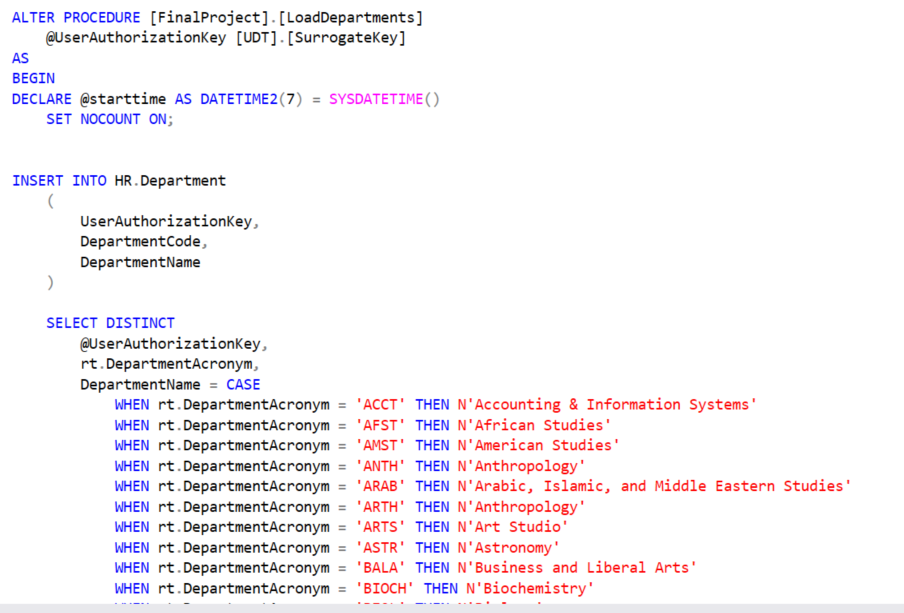 ALTER PROCEDURE [FinalProject].[LoadDepartments]
@UserAuthorizationKey [UDT].[SurrogateKey]
AS
BEGIN
DECLARE @starttime AS DATETIME2(7) = SYSDATETIME()
SET NOCOUNT ON;
INSERT INTO HR.Department
(
UserAuthorizationKey,
DepartmentCode,
DepartmentName
)
SELECT DISTINCT
@UserAuthorizationKey,
rt.DepartmentAcronym,
DepartmentName = CASE
WHEN rt.DepartmentAcronym = 'ACCT' THEN N'Accounting & Information Systems'
WHEN rt.DepartmentAcronym = 'AFST' THEN N'African Studies'
WHEN rt.DepartmentAcronym = 'AMST' THEN N'American Studies'
WHEN rt.DepartmentAcronym = 'ANTH' THEN N'Anthropology'
WHEN rt.DepartmentAcronym = 'ARAB' THEN N'Arabic, Islamic, and Middle Eastern Studies'
WHEN rt.DepartmentAcronym = 'ARTH' THEN N'Anthropology'
WHEN rt.DepartmentAcronym = 'ARTS' THEN N'Art Studio'
WHEN rt.DepartmentAcronym = 'ASTR' THEN N'Astronomy'
WHEN rt.DepartmentAcronym = 'BALA' THEN N'Business and Liberal Arts'
WHEN rt.DepartmentAcronym = 'BIOCH' THEN N'Biochemistry'